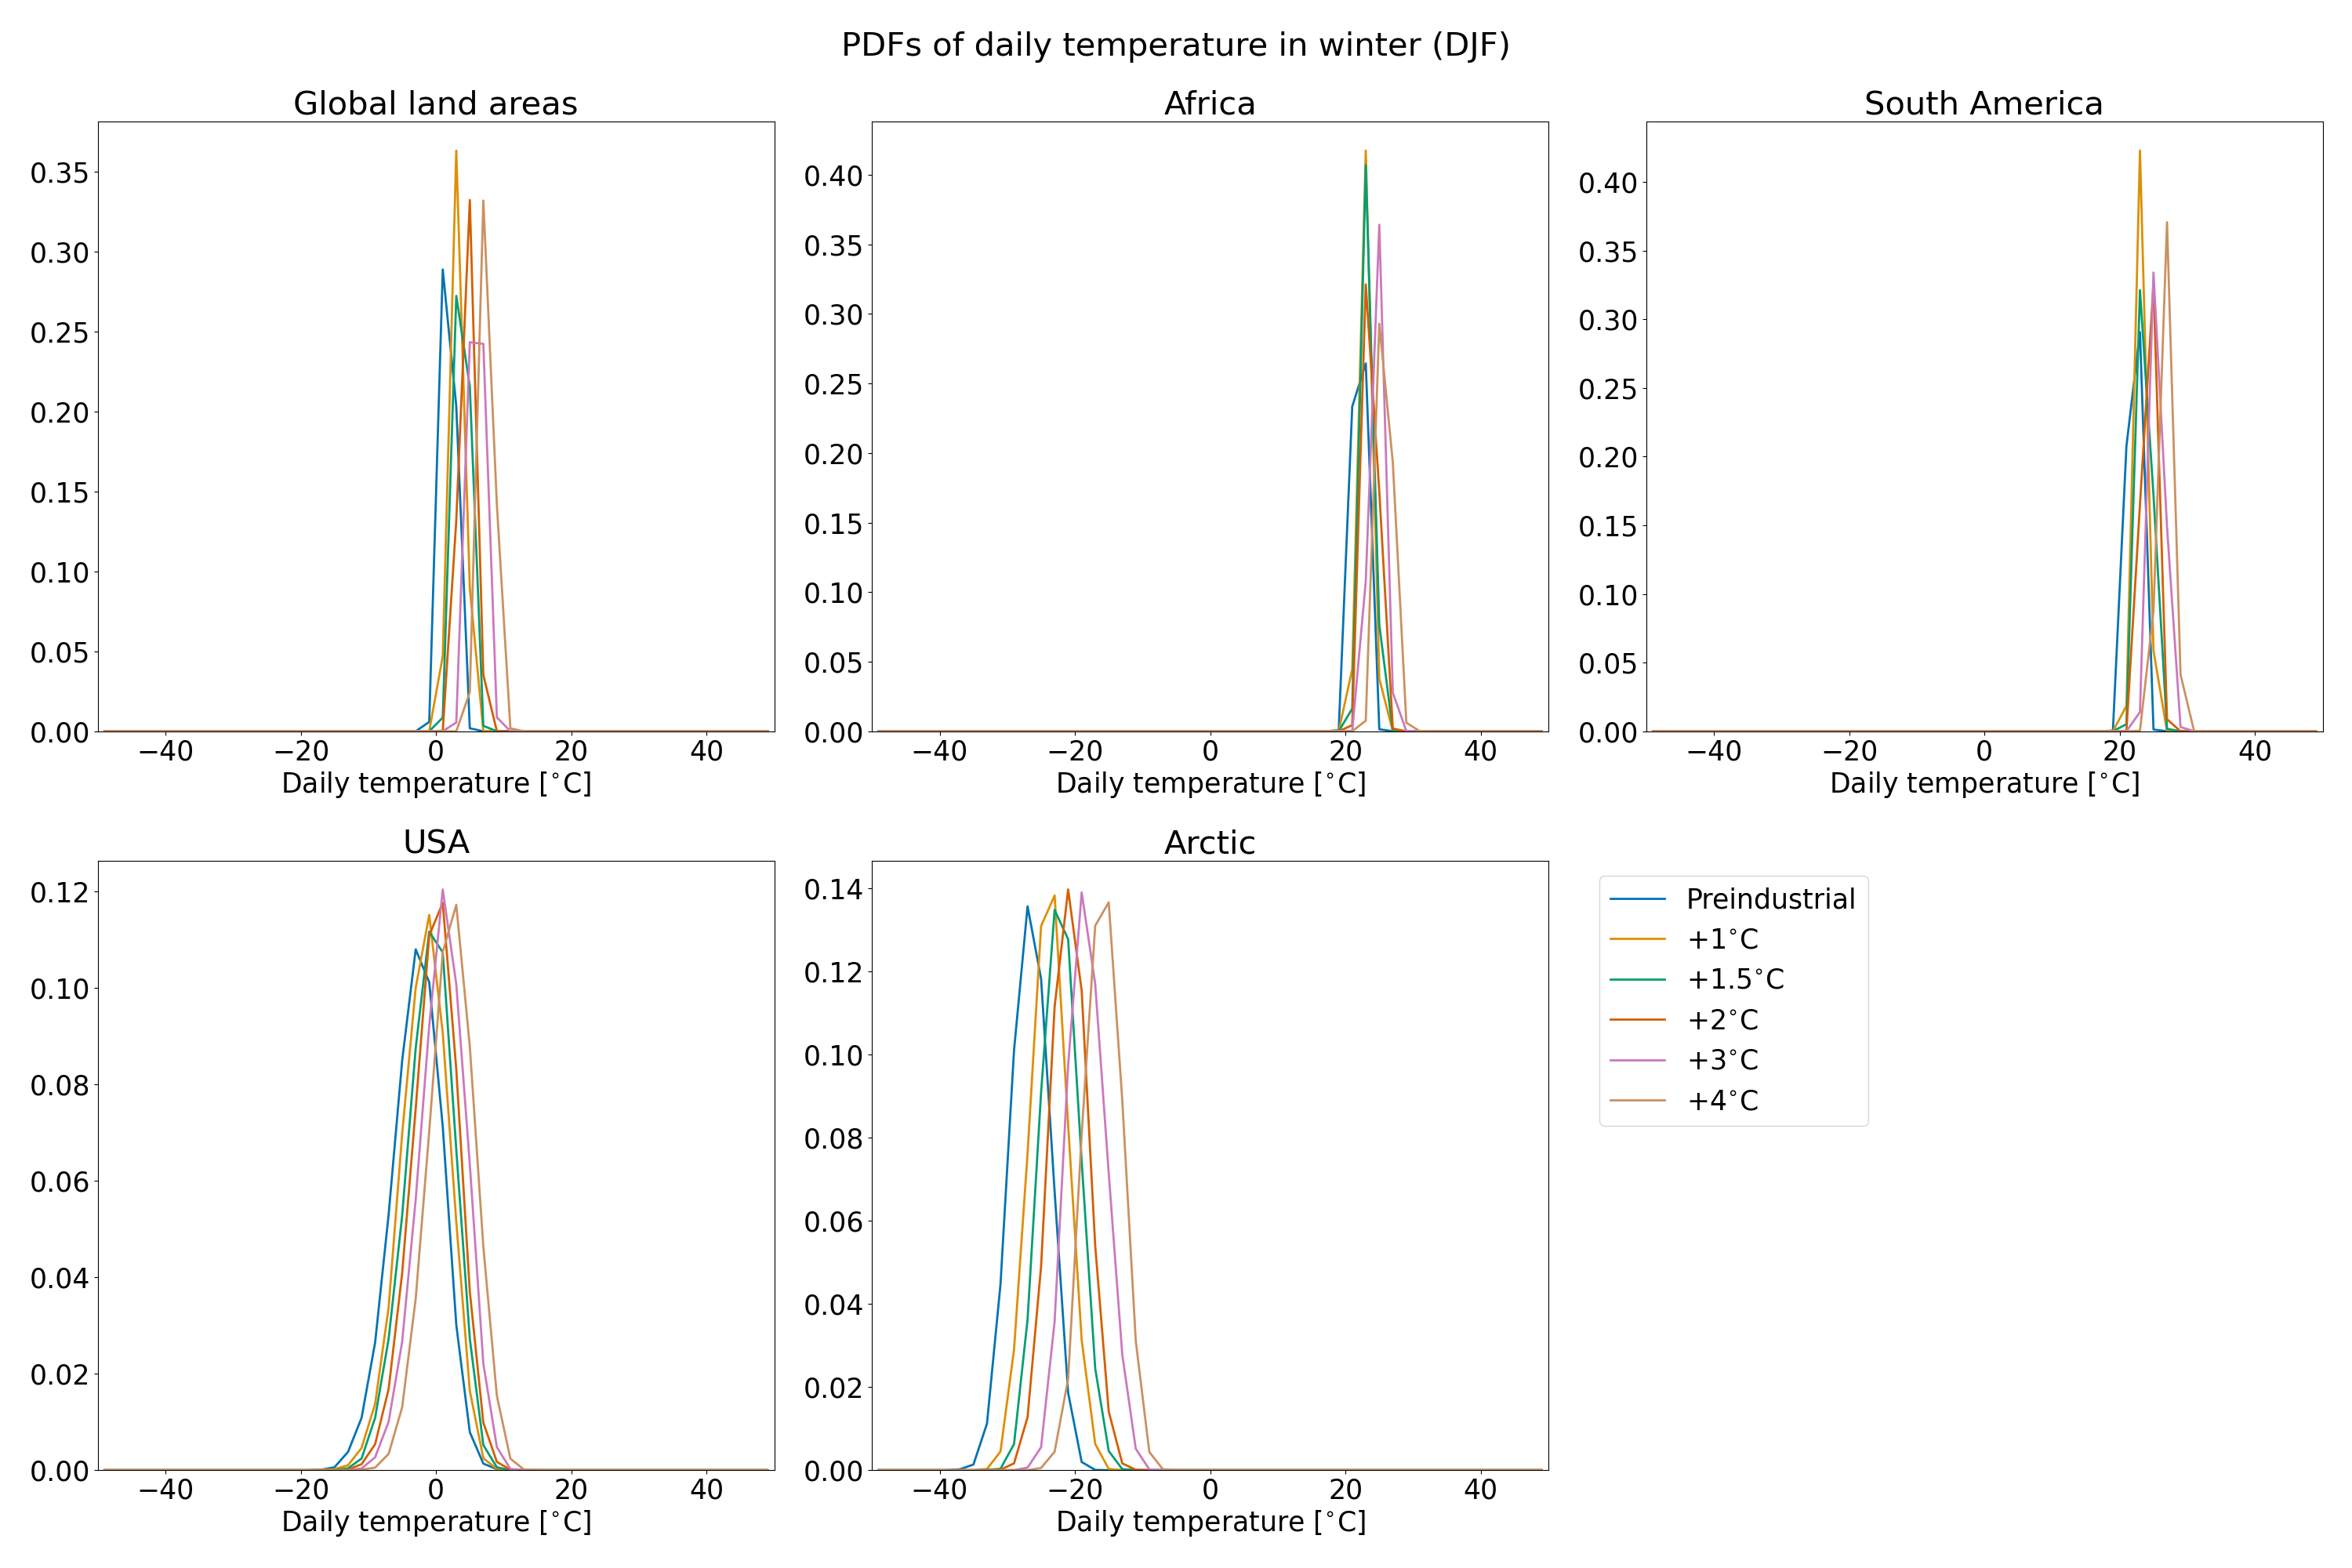 PDFs of daily temperature in winter (DJF)
Global land areas
0.35
0.30
0.25
0.20
0.15
0.10
0.05
0.00
−40 −20 0 20 40
Daily temperature [°C]
Africa
0.40
0.35
0.30
0.25
0.20
0.15
0.10
0.05
0.00
−40 −20 0 20 40
Daily temperature [°C]
South America
0.40
0.35
0.30
0.25
0.20
0.15
0.10
0.05
0.00
−40 −20 0 20 40
Daily temperature [°C]
USA
0.12
0.10
0.08
0.06
0.04
0.02
0.00
−40 −20 0 20 40
Daily temperature [°C]
Arctic
0.14
0.12
0.10
0.08
0.06
0.04
0.02
0.00
−40 −20 0 20 40
Daily temperature [°C]
Preindustrial
+1°C
+1.5°C
+2°C
+3°C
+4°C